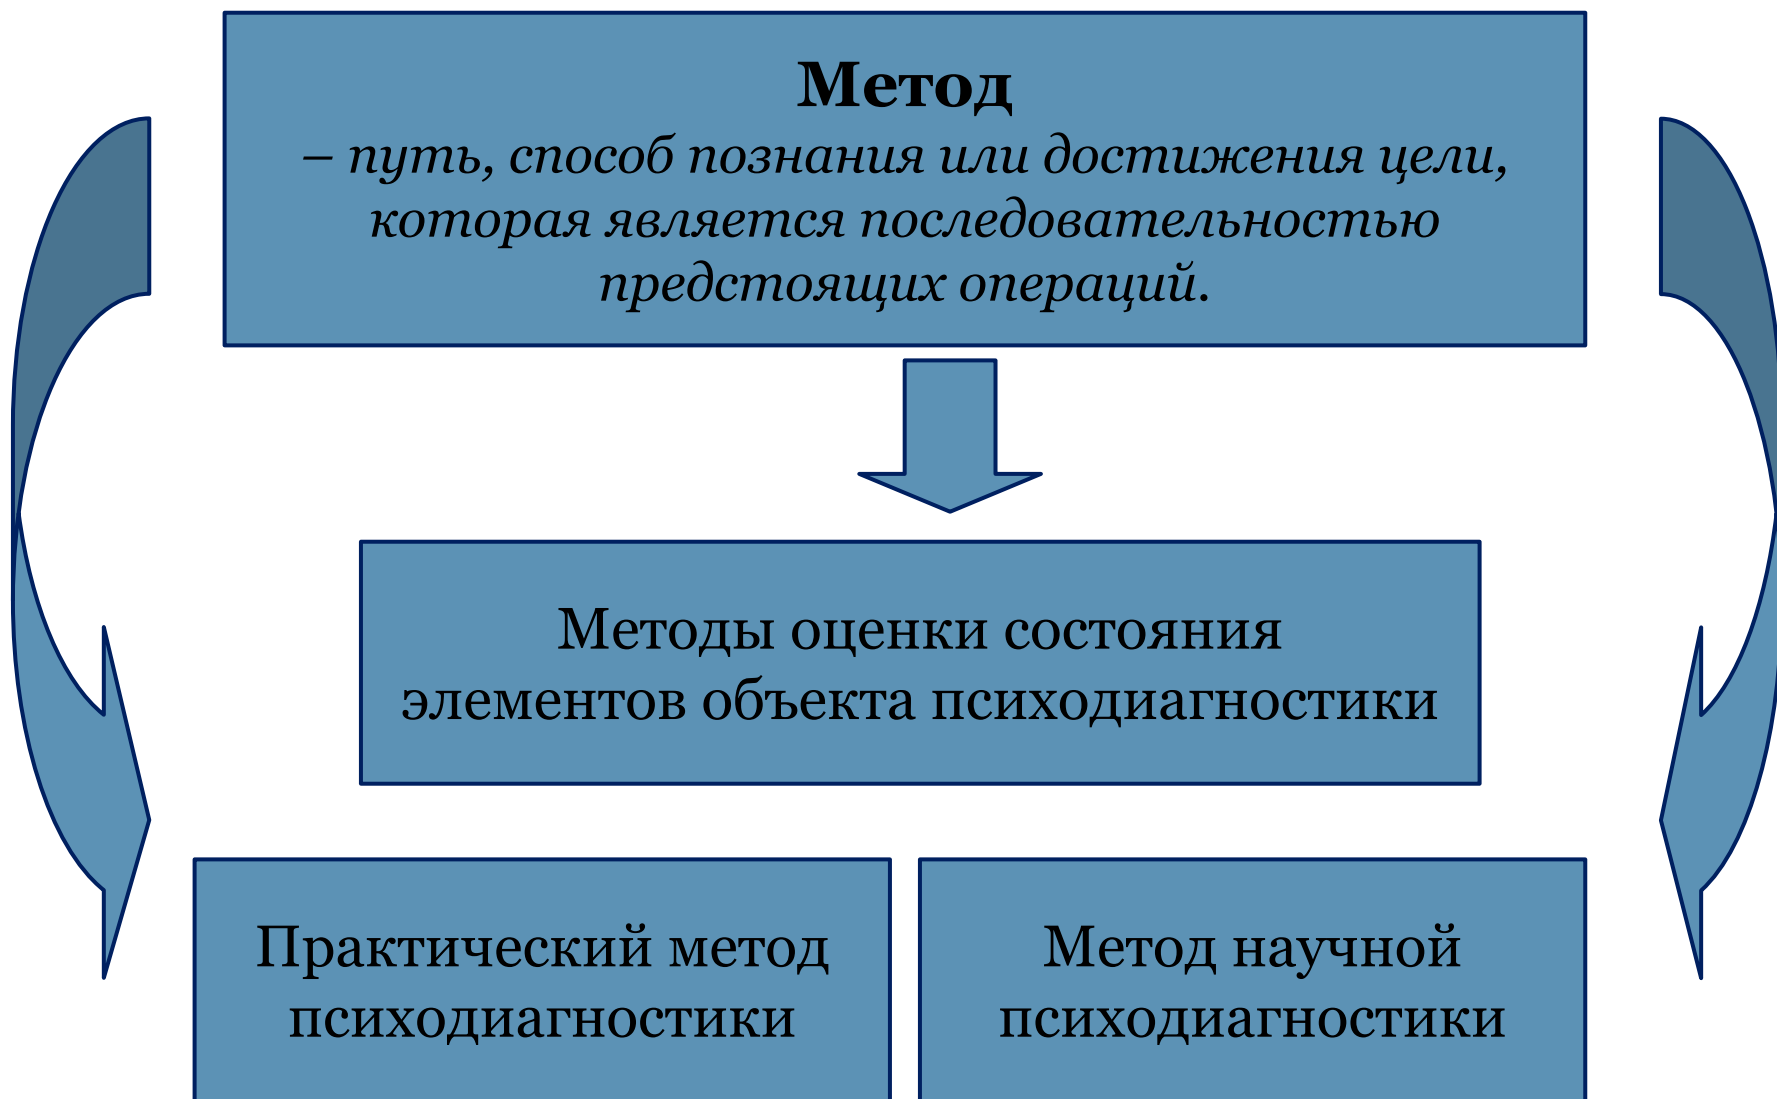 Метод
– путь, способ познания или достижения цели,
которая является последовательностью
предстоящих операций.
Методы оценки состояния
элементов объекта психодиагностики
Практический метод
психодиагностики
Метод научной
психодиагностики